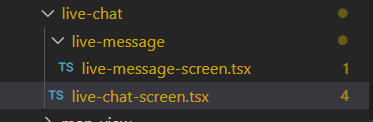 live-chat
live-message
TS live-message-screen.tsx 1
TS live-chat-screen.tsx 4